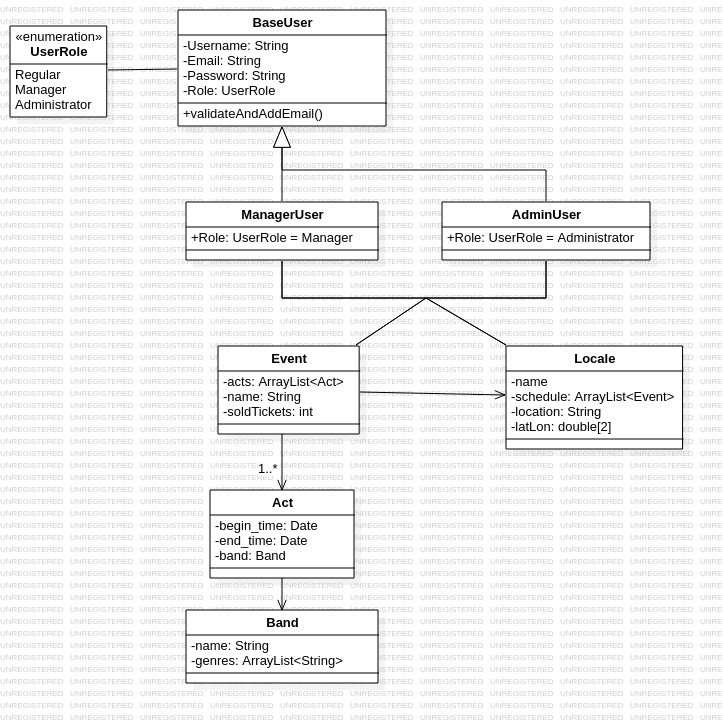 «enumeration»
UserRole
Regular
Manager
Administrator
BaseUser
-Username: String
-Email: String
-Password: String
-Role: UserRole
+validateAndAddEmail()
ManagerUser
+Role: UserRole = Manager
AdminUser
+Role: UserRole = Administrator
Event
-acts: ArrayList<Act>
-name: String
-soldTickets: int
Locale
-name
-schedule: ArrayList<Event>
-location: String
-latLon: double[2]
1..*
Act
-begin_time: Date
-end_time: Date
-band: Band
Band
-name: String
-genres: ArrayList<String>
UNREGISTERED